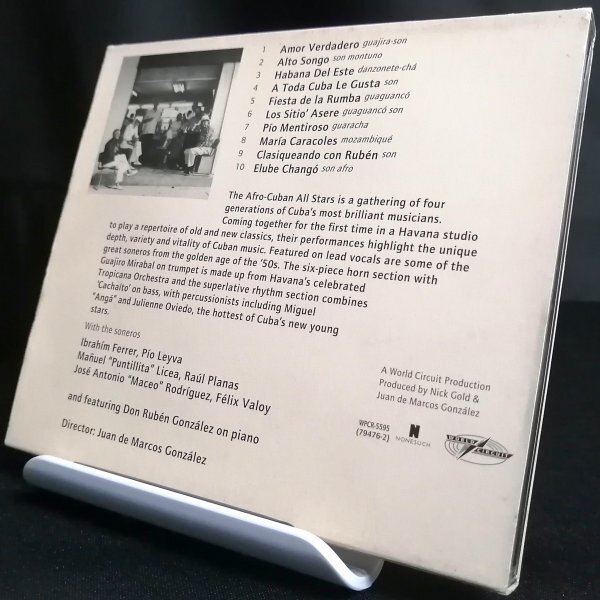 1 Amor Verdadero guajira-son
2 Alto Songo son montuno
3 Habana Del Este danzonete-chá
4 A Toda Cuba Le Gusta son
5 Fiesta de la Rumba guaguancó
6 Los Sitio' Asere guaguancó son
7 Pío Mentiroso guaracha
8 María Caracoles mozambiqué
9 Clasiqueando con Rubén son
10 Elube Changó son afro
The Afro-Cuban All Stars is a gathering of four
generations of Cuba's most brilliant musicians.
Coming together for the first time in a Havana studio
to play a repertoire of old and new classics, their performances highlight the unique
depth, variety and vitality of Cuban music. Featured on lead vocals are some of the
great soneros from the golden age of the '50s. The six-piece horn section with
Guajiro Mirabal on trumpet is made up from Havana's celebrated
Tropicana Orchestra and the superlative rhythm section combines
'Cachaíto' on bass, with percussionists including Miguel
"Angá" and Julienne Oviedo, the hottest of Cuba's new young
stars.
With the soneros
Ibrahím Ferrer, Pío Leyva
Mañuel "Puntillita" Licea, Raúl Planas
José Antonio "Maceo" Rodríguez, Félix Valoy
and featuring Don Rubén González on piano
Director: Juan de Marcos González
A World Circuit Production
Produced by Nick Gold &
Juan de Marcos González
WPCR-5595
(79476-2)
N
NONESUCH
WORLD
CIRCUIT